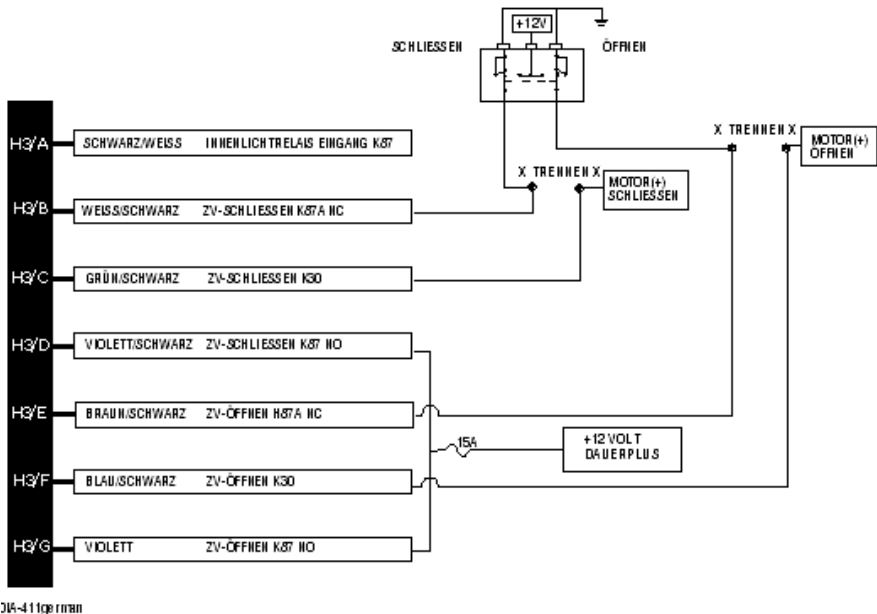 +12V
SCHLIESSEN
ÖFFNEN
H3/A
SCHWARZ/WEISS INNENLICHTRELAIS EINGANG K87
X TRENNEN X
MOTOR(+)
ÖFFNEN
X TRENNEN X
MOTOR(+)
SCHLIESSEN
H3/B
WEISS/SCHWARZ ZV-SCHLIESSEN K87A NC
H3/C
GRÜN/SCHWARZ ZV-SCHLIESSEN K30
H3/D
VIOLETT/SCHWARZ ZV-SCHLIESSEN K87 NO
H3/E
BRAUN/SCHWARZ ZV-ÖFFNEN H87A NC
15A
+12 VOLT
DAUERPLUS
H3/F
BLAU/SCHWARZ ZV-ÖFFNEN K30
H3/G
VIOLETT ZV-ÖFFNEN K87 NO
DIA-411german